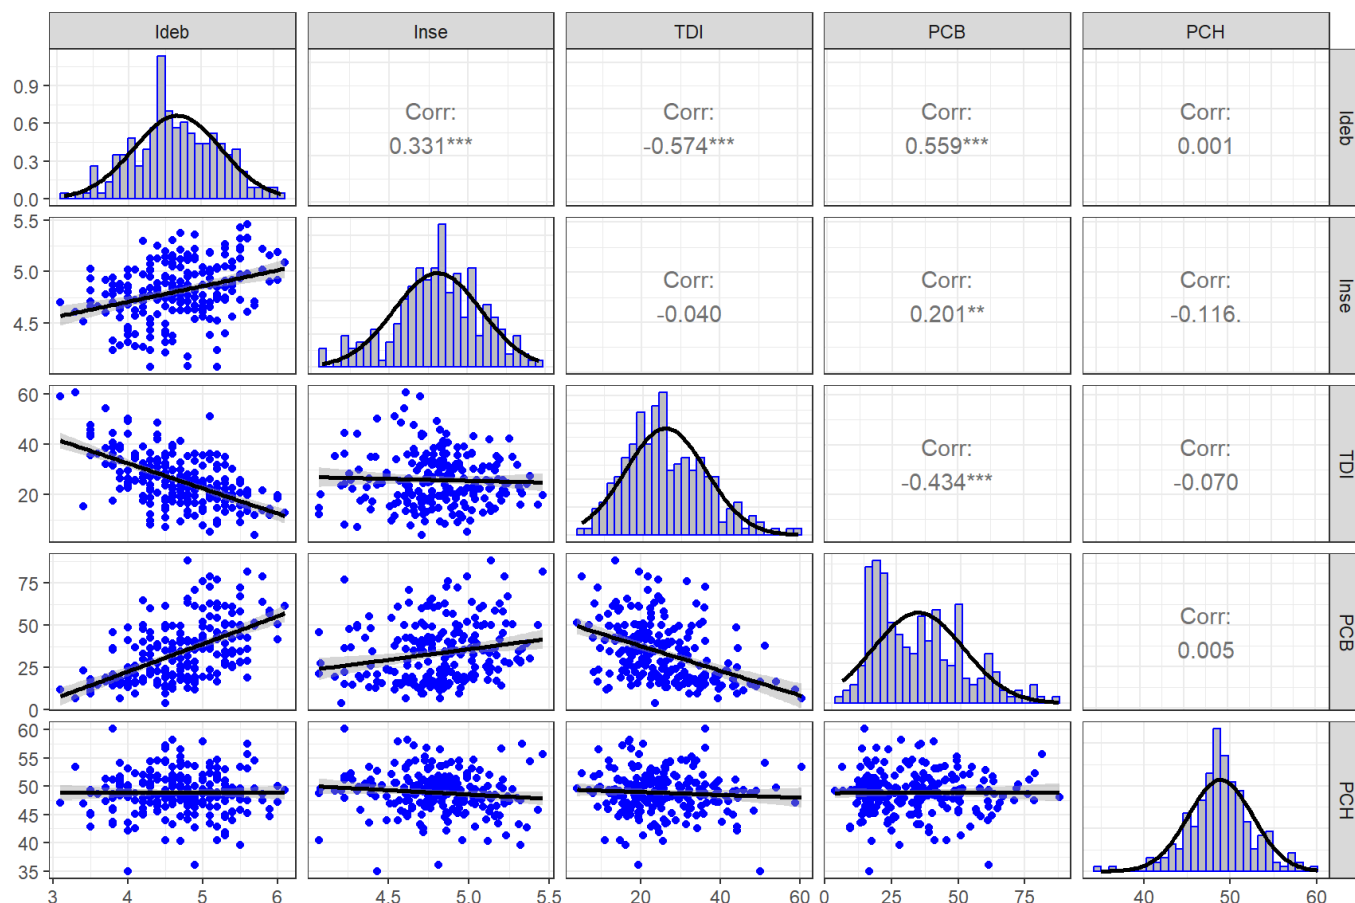 Ideb Inse TDI PCB PCH
0.9
0.6
0.3
0.0
Corr:
0.331***
Corr:
-0.574***
Corr:
0.559***
Corr:
0.001
Ideb
5.5
5.0
4.5
Corr:
-0.040
Corr:
0.201**
Corr:
-0.116.
Inse
60
40
20
Corr:
-0.434***
Corr:
-0.070
TDI
75
50
25
0
Corr:
0.005
PCB
60
55
50
45
40
35
PCH
3 4 5 6
4.5 5.0 5.5
20 40 60
0 25 50 75
40 50 60